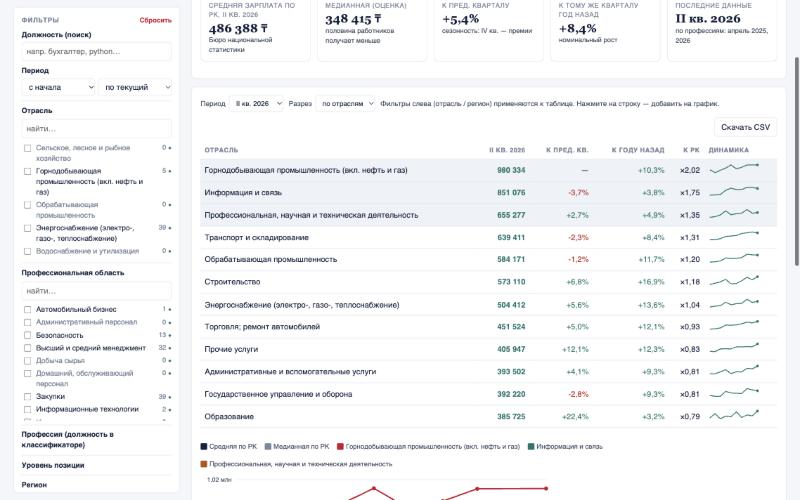 ФИЛЬТРЫ
Сбросить
Должность (поиск)
напр. бухгалтер, python...
Период
с начала
по текущий
Отрасль
найти...
Сельское, лесное и рыбное
хозяйство
0
Горнодобывающая
промышленность (вкл. нефть и
газ)
5
Обрабатывающая
промышленность
0
Энергоснабжение (электро-,
газо-, теплоснабжение)
39
Водоснабжение и утилизация
0
Профессиональная область
найти...
Автомобильный бизнес 1
Административный персонал 0
Безопасность 13
Высший и средний менеджмент 32
Добыча сырья 0
Домашний, обслуживающий
персонал
0
Закупки 39
Информационные технологии 2
Профессия (должность в
классификаторе)
Уровень позиции
Регион
СРЕДНЯЯ ЗАРПЛАТА ПО
РК, II КВ. 2026
486 388 ₸
Бюро национальной
статистики
МЕДИАННАЯ (ОЦЕНКА)
348 415 ₸
половина работников
получает меньше
К ПРЕД. КВАРТАЛУ
+5,4%
сезонность: IV кв. — премии
К ТОМУ ЖЕ КВАРТАЛУ
ГОД НАЗАД
+8,4%
номинальный рост
ПОСЛЕДНИЕ ДАННЫЕ
II кв. 2026
по профессиям: апрель 2025,
2026
Период II кв. 2026 Разрез по отраслям Фильтры слева (отрасль / регион) применяются к таблице. Нажмите на строку — добавить на график.
Скачать CSV
ОТРАСЛЬ II КВ. 2026 К ПРЕД. КВ. К ГОДУ НАЗАД К РК ДИНАМИКА
Горнодобывающая промышленность (вкл. нефть и газ) 980 334 — +10,3% ×2,02
Информация и связь 851 076 -3,7% +3,8% ×1,75
Профессиональная, научная и техническая деятельность 655 277 +2,7% +4,9% ×1,35
Транспорт и складирование 639 411 -2,3% +8,4% ×1,31
Обрабатывающая промышленность 584 171 -1,2% +11,7% ×1,20
Строительство 573 110 +6,8% +16,9% ×1,18
Энергоснабжение (электро-, газо-, теплоснабжение) 504 412 +5,6% +13,6% ×1,04
Торговля; ремонт автомобилей 451 524 +5,0% +12,1% ×0,93
Прочие услуги 405 947 +12,1% +12,3% ×0,83
Административные и вспомогательные услуги 393 502 +4,1% +9,3% ×0,81
Государственное управление и оборона 392 220 -2,8% +9,3% ×0,81
Образование 385 725 +22,4% +3,2% ×0,79
Средняя по РК Медианная по РК Горнодобывающая промышленность (вкл. нефть и газ) Информация и связь
Профессиональная, научная и техническая деятельность
1,02 млн